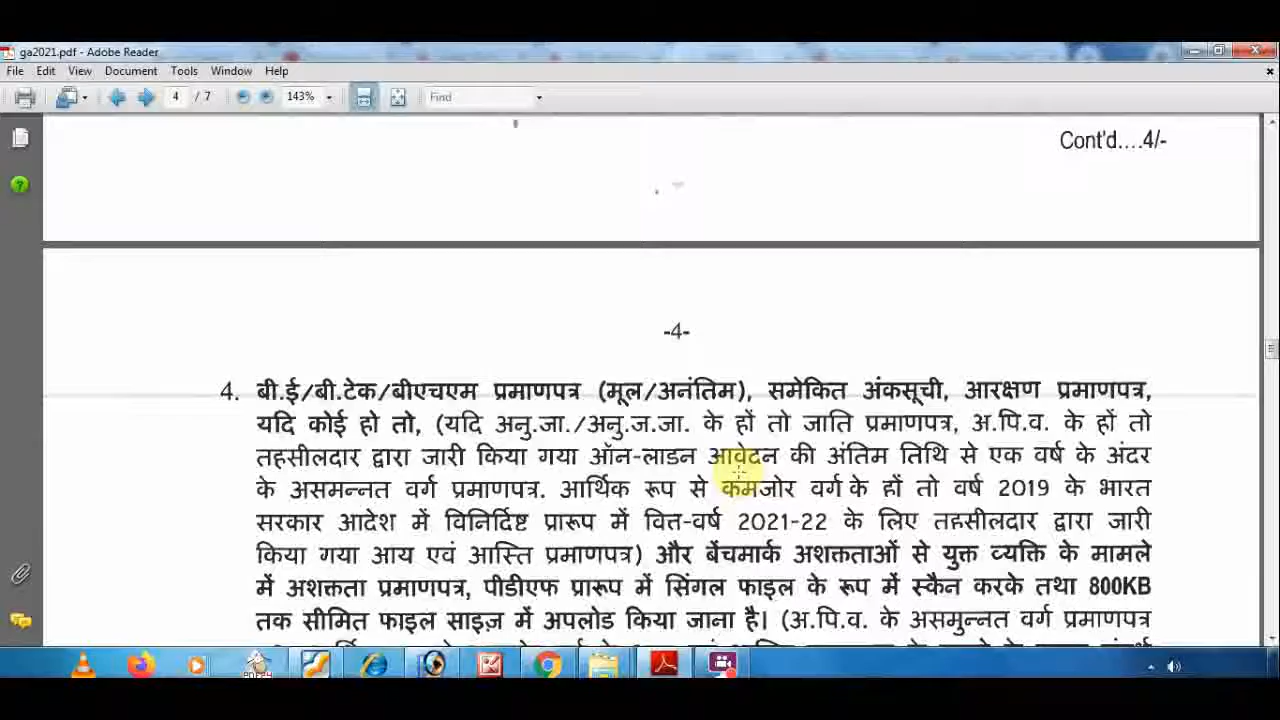 ga2021.pdf - Adobe Reader
File Edit View Document Tools Window Help
4 / 7 143% Find
Cont'd....4/-
-4-
4. बी.ई/बी.टेक/बीएचएम प्रमाणपत्र (मूल/अनंतिम), समेकित अंकसूची, आरक्षण प्रमाणपत्र,
यदि कोई हो तो, (यदि अनु.जा./अनु.ज.जा. के हों तो जाति प्रमाणपत्र, अ.पि.व. के हों तो
तहसीलदार द्वारा जारी किया गया ऑन-लाडन आवेदन की अंतिम तिथि से एक वर्ष के अंदर
के असमन्नत वर्ग प्रमाणपत्र. आर्थिक रूप से कमजोर वर्ग के हों तो वर्ष 2019 के भारत
सरकार आदेश में विनिर्दिष्ट प्रारूप में वित्त-वर्ष 2021-22 के लिए तहसीलदार द्वारा जारी
किया गया आय एवं आस्ति प्रमाणपत्र) और बेंचमार्क अशक्तताओं से युक्त व्यक्ति के मामले
में अशक्तता प्रमाणपत्र, पीडीएफ प्रारूप में सिंगल फाइल के रूप में स्कैन करके तथा 800KB
तक सीमित फाइल साइज़ में अपलोड किया जाना है। (अ.पि.व. के असमुन्नत वर्ग प्रमाणपत्र